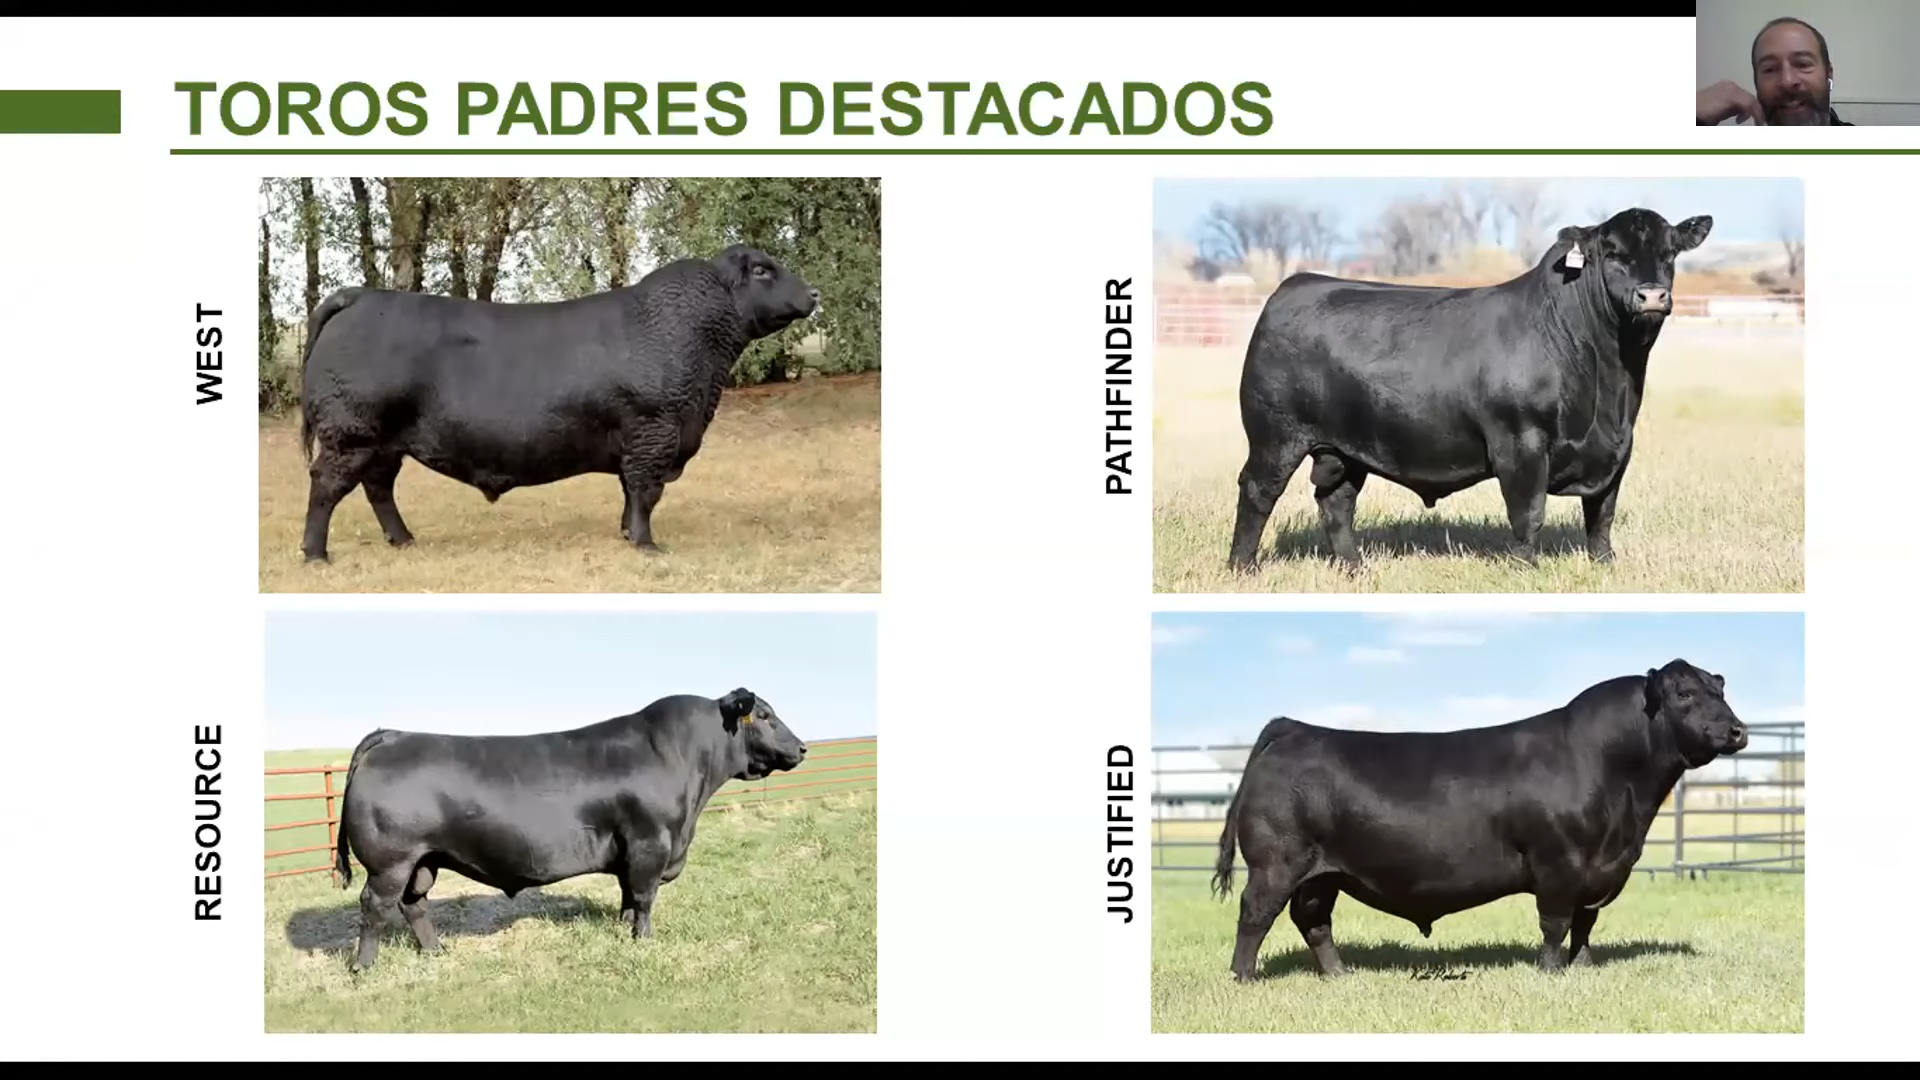 TOROS PADRES DESTACADOS
WEST
PATHFINDER
RESOURCE
JUSTIFIED